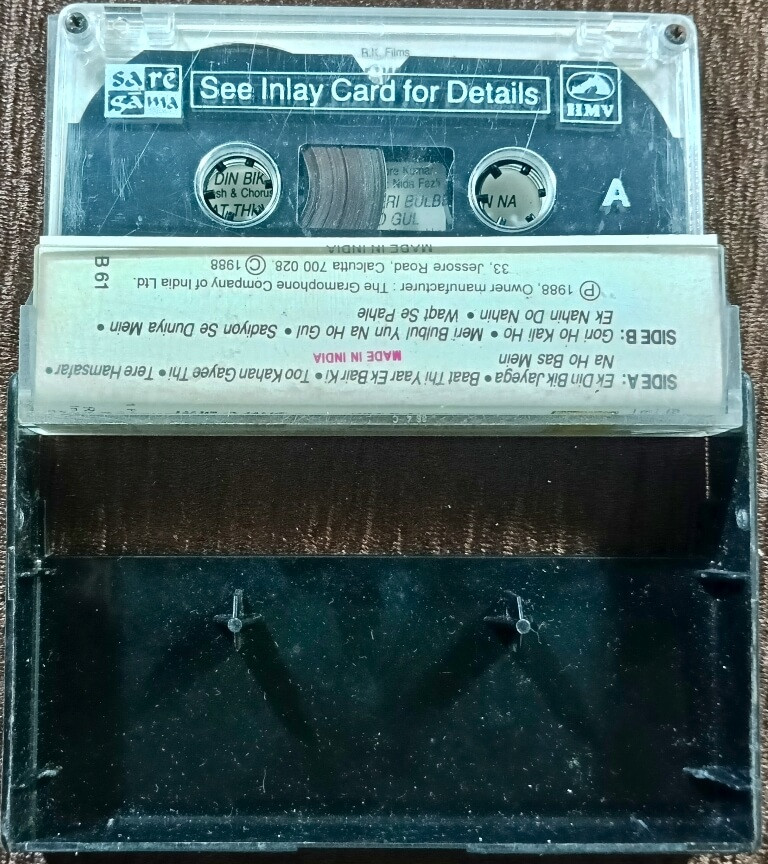 R.K. Films
sa re
ga ma
See Inlay Card for Details
HMV
DIN BIK
sh & Chorus
AT THI
re Kumar
Nida Fazli
ERI BULB
O GUL
N NA
A
SIDE A: Ek Din Bik Jayega • Baat Thi Yaar Ek Bair Ki • Too Kahan Gayee Thi • Tere Hamsafar •
Na Ho Bas Mein
MADE IN INDIA
SIDE B: Gori Ho Kali Ho • Meri Bulbul Yun Na Ho Gul • Sadiyon Se Duniya Mein •
Ek Nahin Do Nahin • Waqt Se Pahle
Ⓟ 1988, Owner manufacturer : The Gramophone Company of India Ltd.
33, Jessore Road, Calcutta 700 028. © 1988
MADE IN INDIA
B 61